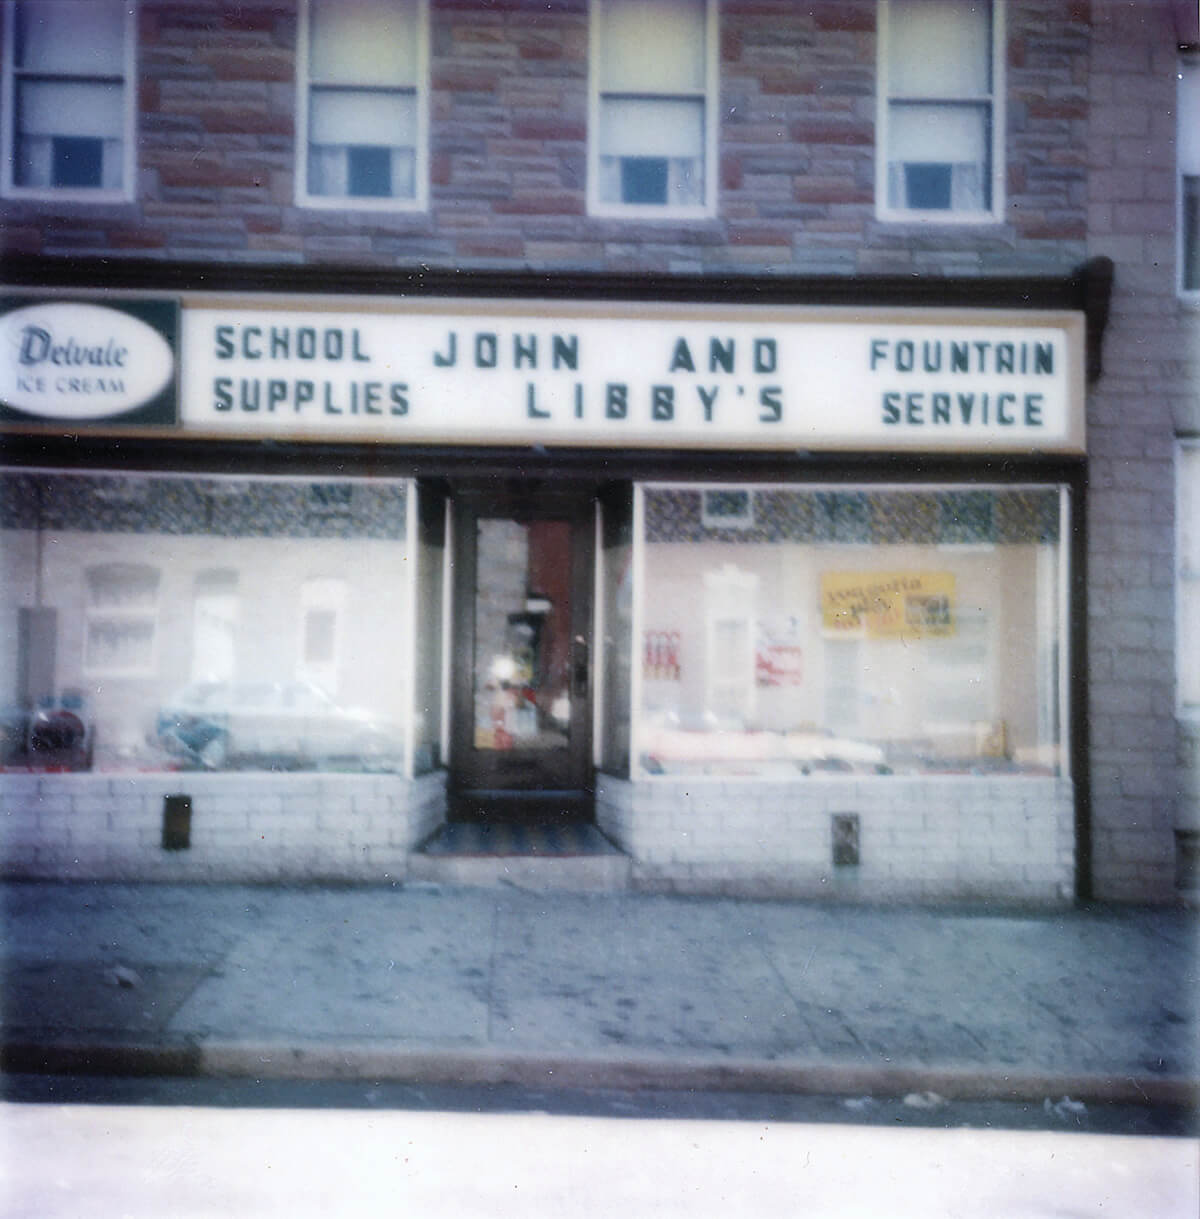 Delvale
ICE CREAM
SCHOOL
SUPPLIES
JOHN AND
LIBBY'S
FOUNTAIN
SERVICE